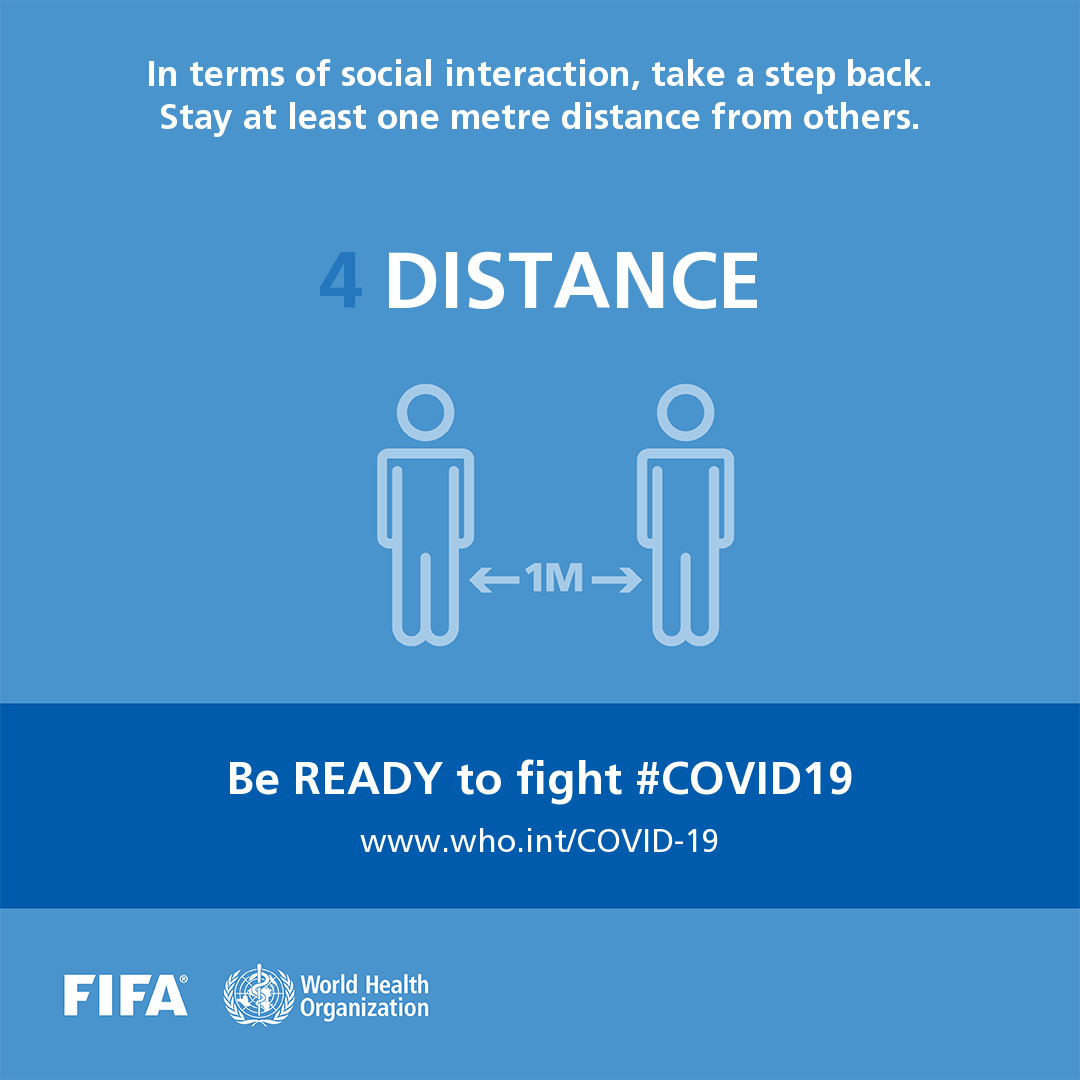 In terms of social interaction, take a step back.
Stay at least one metre distance from others.
4 DISTANCE
1M
Be READY to fight #COVID19
www.who.int/COVID-19
FIFA®
World Health
Organization